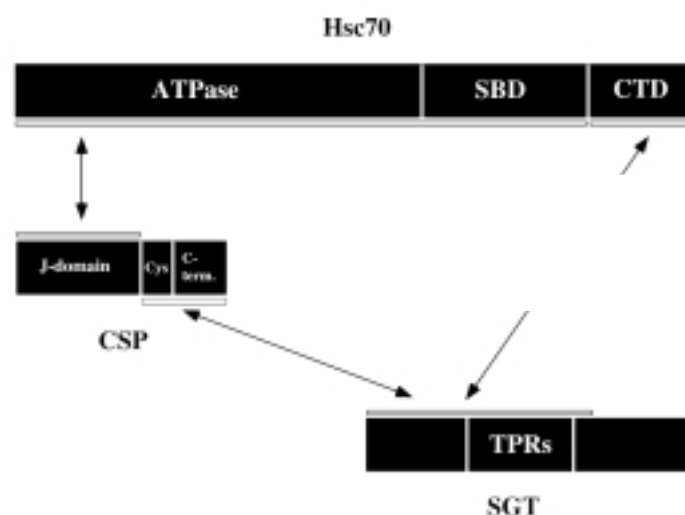 Hsc70
ATPase SBD CTD
J-domain Cys C-
term.
CSP
TPRs
SGT